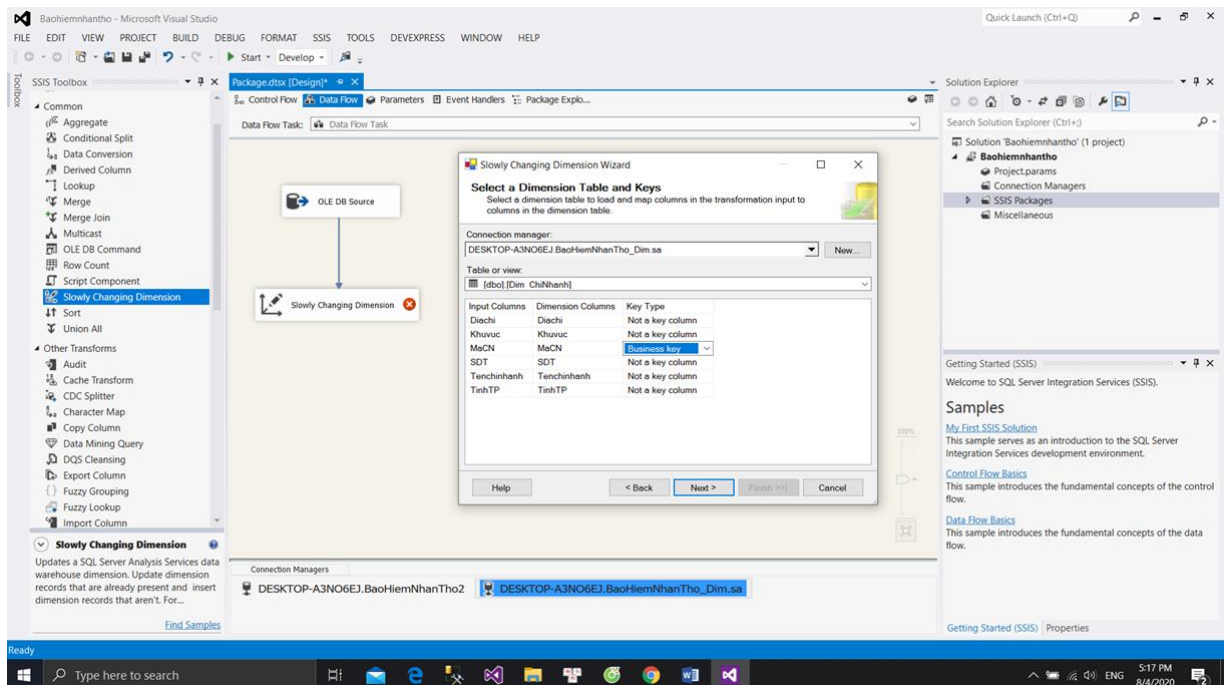 Baohiemnhantho - Microsoft Visual Studio
Quick Launch (Ctrl+Q)
FILE EDIT VIEW PROJECT BUILD DEBUG FORMAT SSIS TOOLS DEVEXPRESS WINDOW HELP
Start Develop
Toolbox
SSIS Toolbox
Common
Aggregate
Conditional Split
Data Conversion
Derived Column
Lookup
Merge
Merge Join
Multicast
OLE DB Command
Row Count
Script Component
Slowly Changing Dimension
Sort
Union All
Other Transforms
Audit
Cache Transform
CDC Splitter
Character Map
Copy Column
Data Mining Query
DQS Cleansing
Export Column
Fuzzy Grouping
Fuzzy Lookup
Import Column
Slowly Changing Dimension
Updates a SQL Server Analysis Services data
warehouse dimension. Update dimension
records that are already present and insert
dimension records that aren't. For...
Find Samples
Package.dtsx [Design]*
Control Flow Data Flow Parameters Event Handlers Package Explo...
Data Flow Task: Data Flow Task
OLE DB Source
Slowly Changing Dimension
Slowly Changing Dimension Wizard
Select a Dimension Table and Keys
Select a dimension table to load and map columns in the transformation input to
columns in the dimension table.
Connection manager:
DESKTOP-A3NO6EJ.BaoHiemNhanTho_Dim.sa New...
Table or view:
[dbo].[Dim_ChiNhanh]
Input Columns Dimension Columns Key Type
Diachi Diachi Not a key column
Khuvuc Khuvuc Not a key column
MaCN MaCN Business key
SDT SDT Not a key column
Tenchinhanh Tenchinhanh Not a key column
TinhTP TinhTP Not a key column
Help < Back Next > Finish >>| Cancel
100%
Connection Managers
DESKTOP-A3NO6EJ.BaoHiemNhanTho2 DESKTOP-A3NO6EJ.BaoHiemNhanTho_Dim.sa
Solution Explorer
Search Solution Explorer (Ctrl+;)
Solution 'Baohiemnhantho' (1 project)
Baohiemnhantho
Project.params
Connection Managers
SSIS Packages
Miscellaneous
Getting Started (SSIS)
Welcome to SQL Server Integration Services (SSIS).
Samples
My First SSIS Solution
This sample serves as an introduction to the SQL Server
Integration Services development environment.
Control Flow Basics
This sample introduces the fundamental concepts of the control
flow.
Data Flow Basics
This sample introduces the fundamental concepts of the data
flow.
Getting Started (SSIS) Properties
Ready
Type here to search
ENG
5:17 PM
8/4/2020